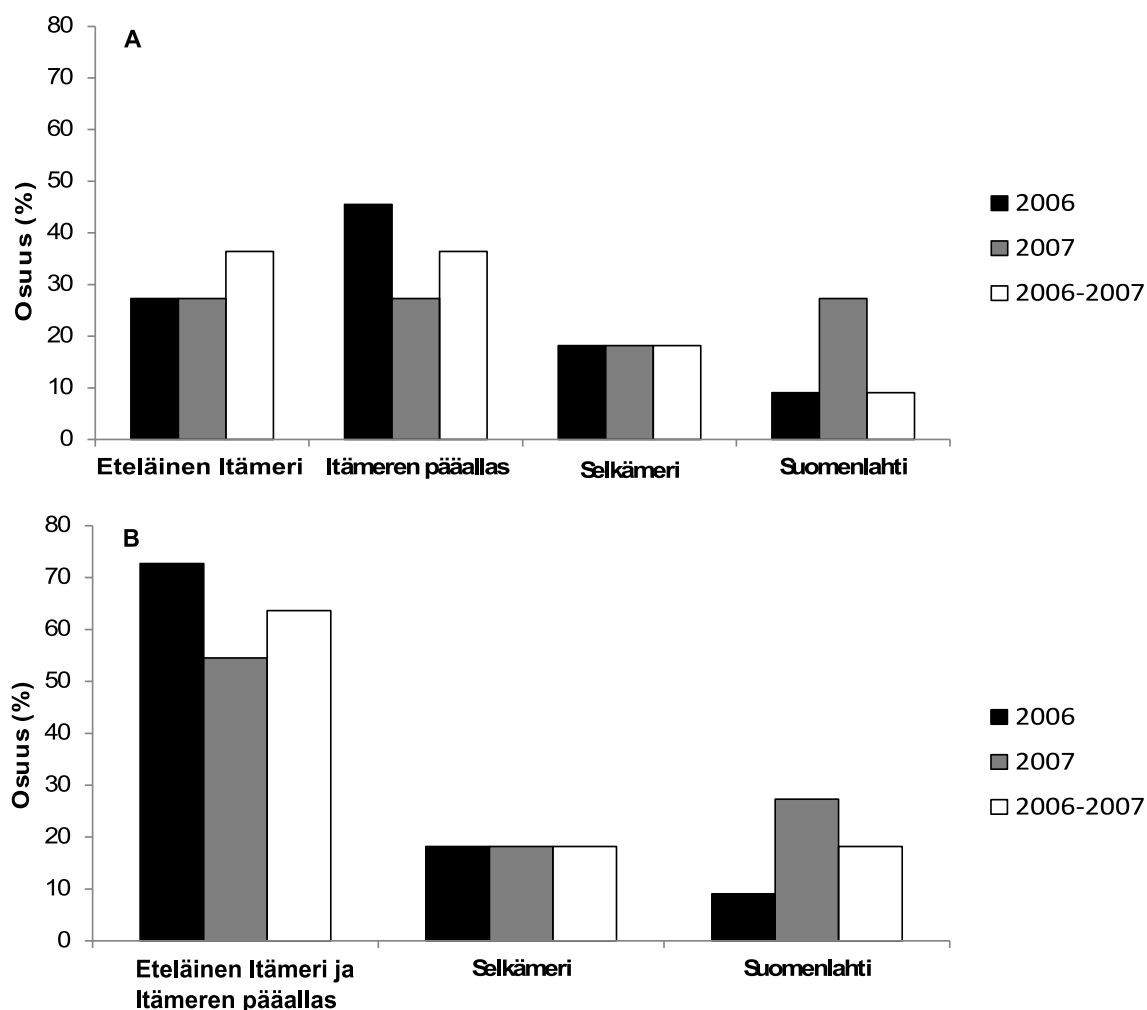 A
80
70
60
50
40
30
20
10
0
Osuus (%)
Eteläinen Itämeri
Itämeren pääallas
Selkämeri
Suomenlahti
2006
2007
2006-2007
B
80
70
60
50
40
30
20
10
0
Osuus (%)
Eteläinen Itämeri ja
Itämeren pääallas
Selkämeri
Suomenlahti
2006
2007
2006-2007